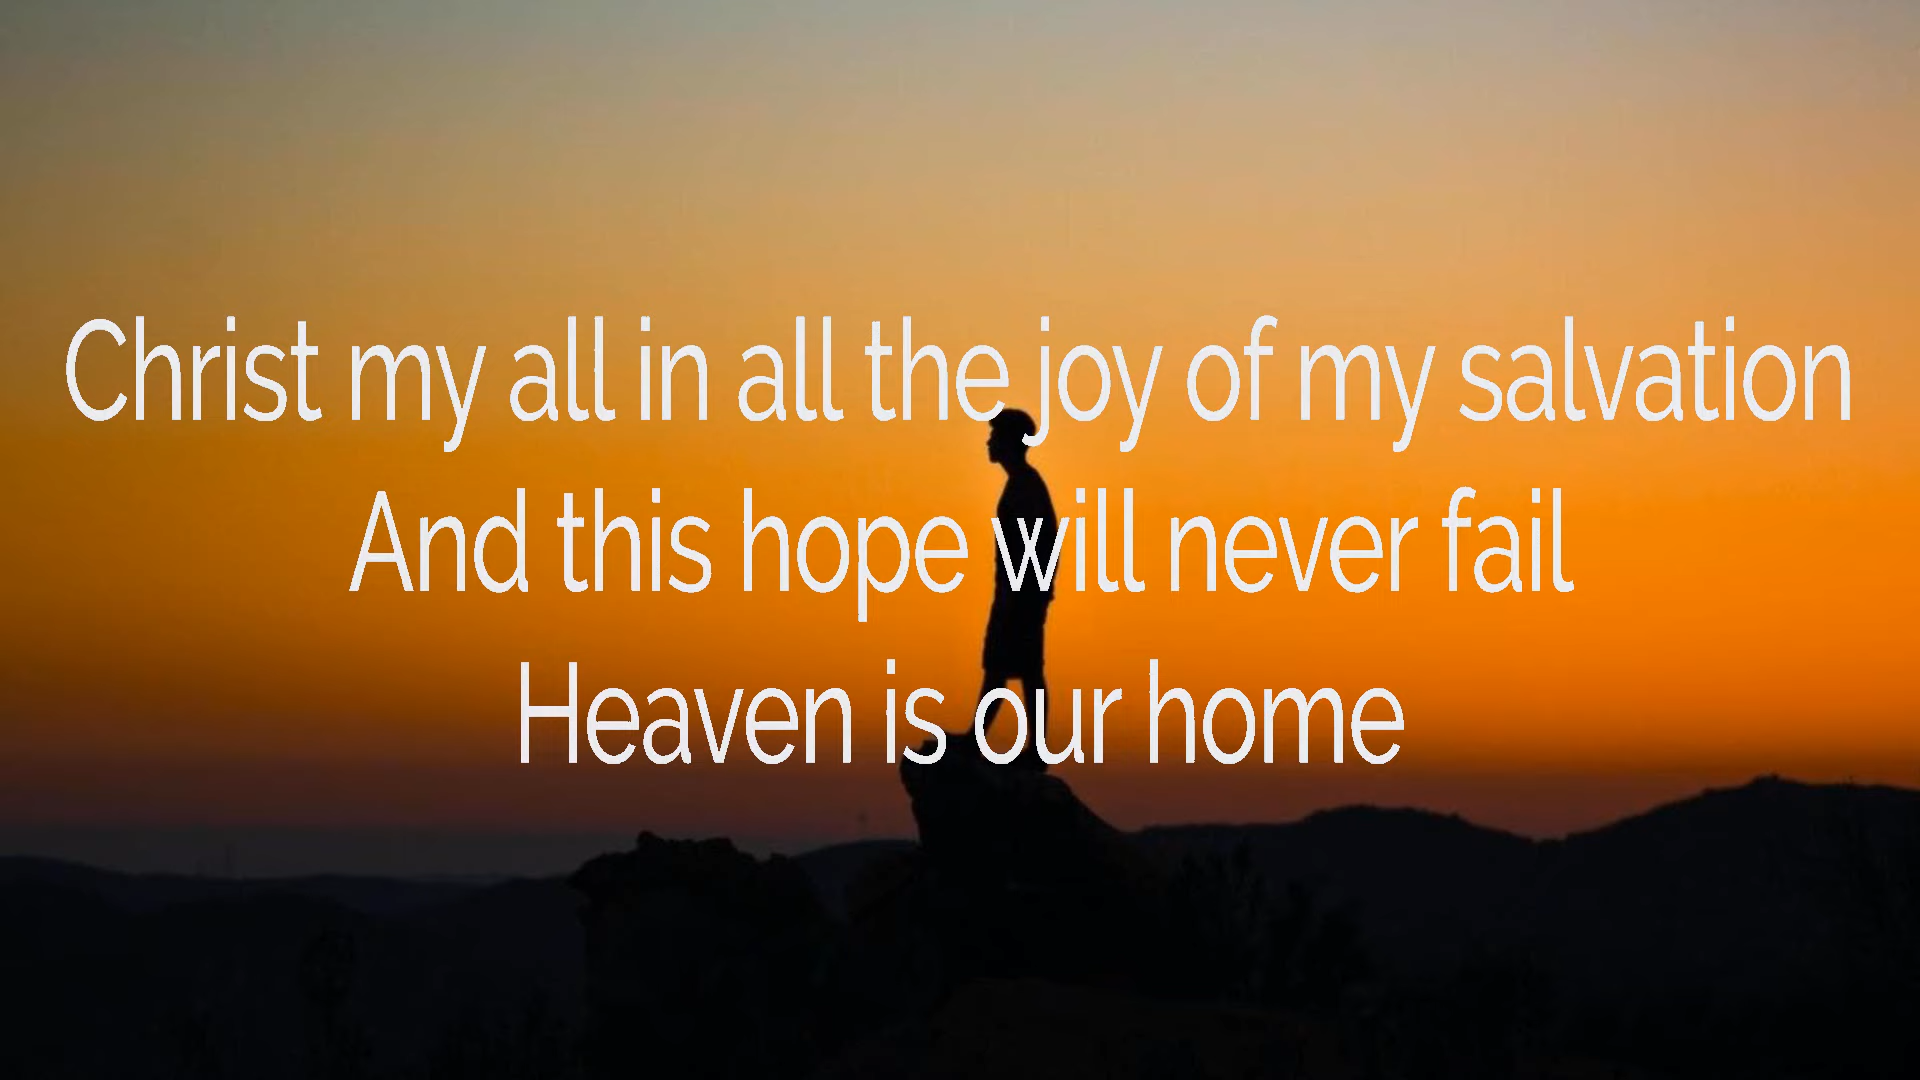 Christ my all in all the joy of my salvation
And this hope will never fail
Heaven is our home